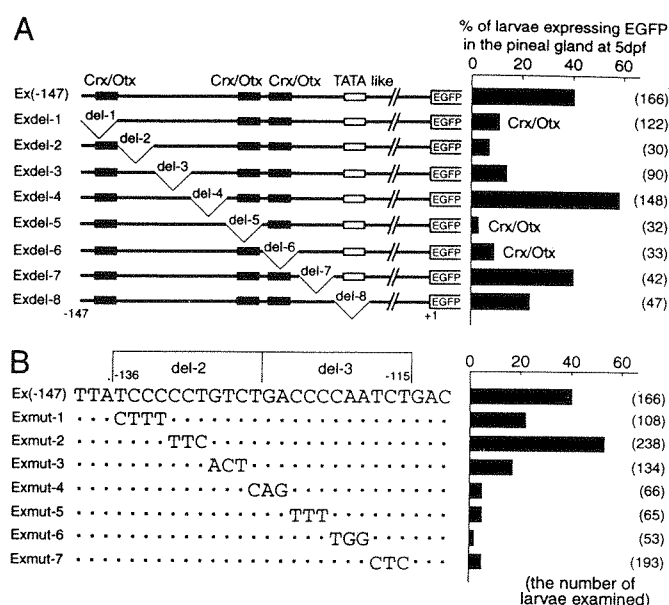 A
% of larvae expressing EGFP
in the pineal gland at 5dpf
0 20 40 60
Crx/Otx Crx/Otx Crx/Otx TATA like
Ex(-147) EGFP (166)
Exdel-1 del-1 EGFP Crx/Otx (122)
Exdel-2 del-2 EGFP (30)
Exdel-3 del-3 EGFP (90)
Exdel-4 del-4 EGFP (148)
Exdel-5 del-5 EGFP Crx/Otx (32)
Exdel-6 del-6 EGFP Crx/Otx (33)
Exdel-7 del-7 EGFP (42)
Exdel-8 del-8 EGFP (47)
-147 +1
B
del-2 del-3
0 20 40 60
-136 -115
Ex(-147) TTATCCCCCTGTCTGACCCCAATCTGAC (166)
Exmut-1 CTTT (108)
Exmut-2 TTC (238)
Exmut-3 ACT (134)
Exmut-4 CAG (66)
Exmut-5 TTT (65)
Exmut-6 TGG (53)
Exmut-7 CTC (193)
(the number of
larvae examined)